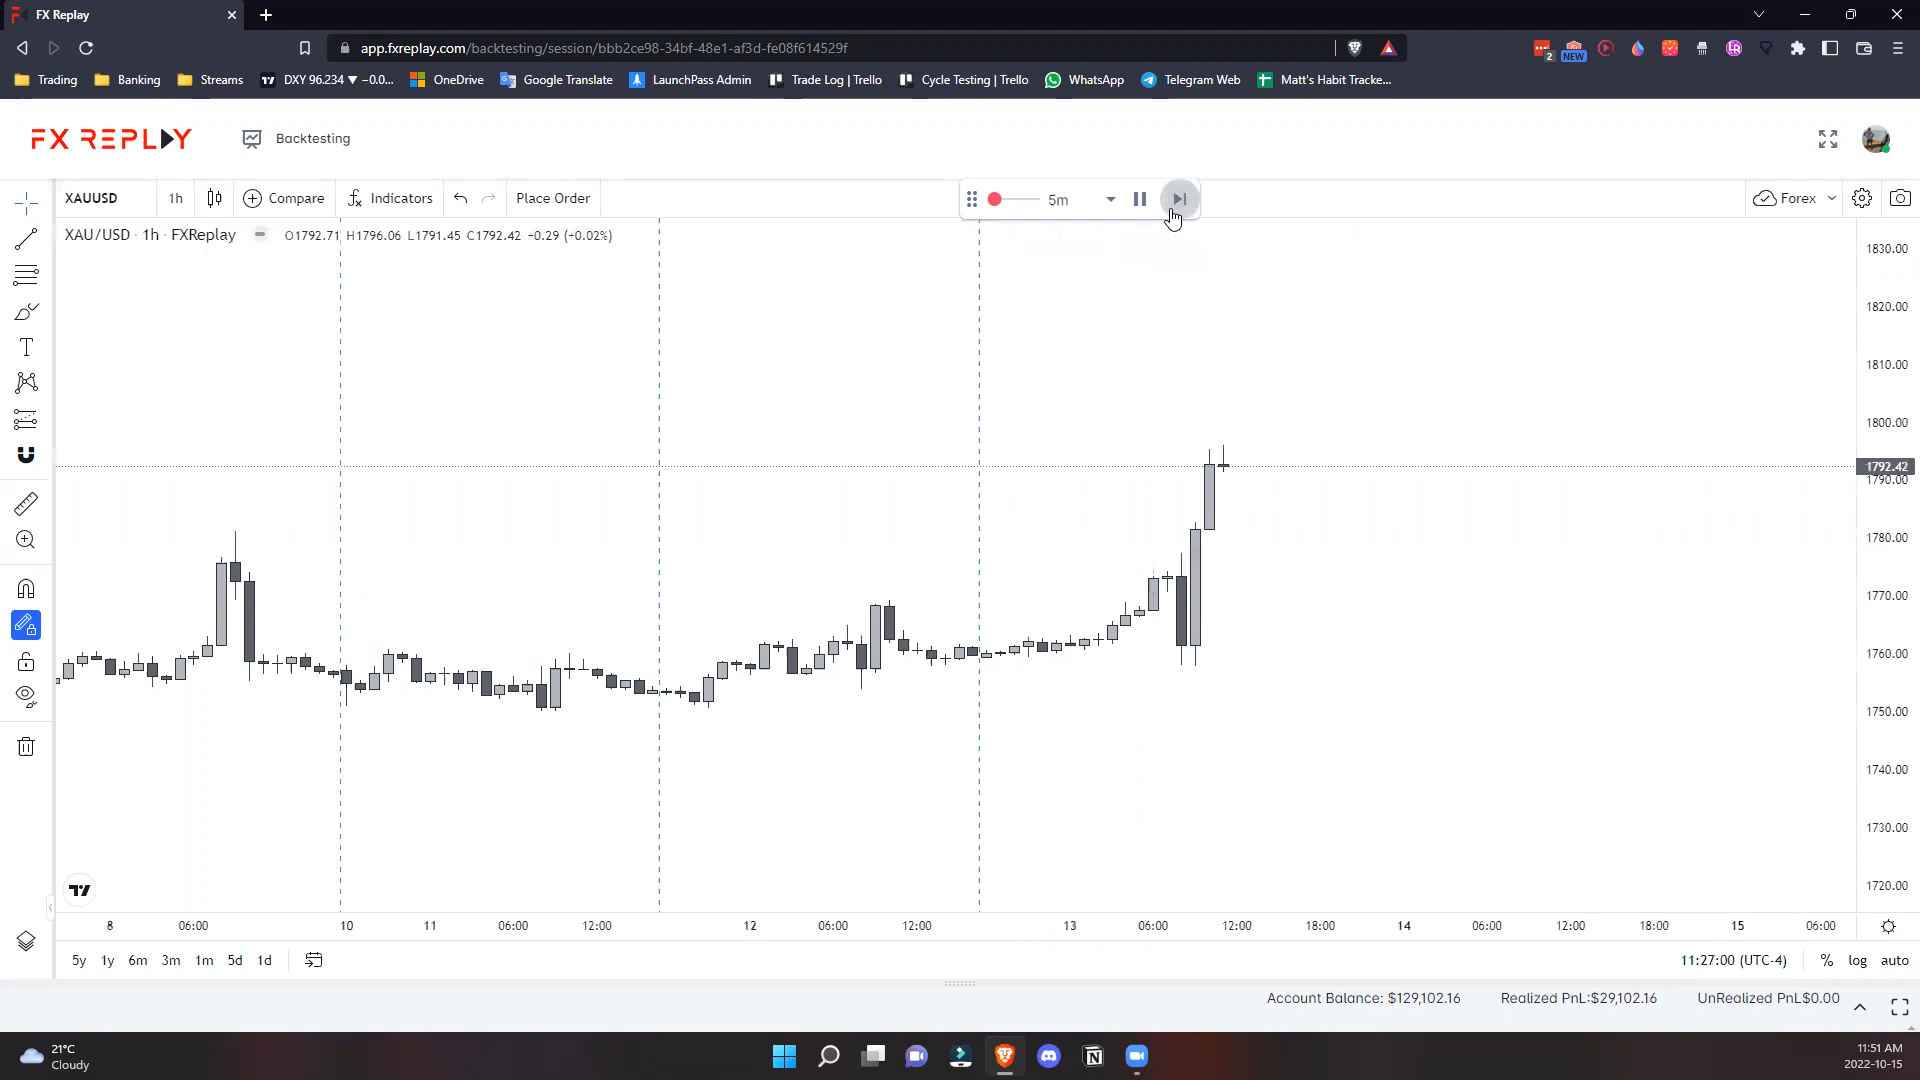 FX Replay
app.fxreplay.com/backtesting/session/bbb2ce98-34bf-48e1-af3d-fe08f614529f
2
NEW
Trading
Banking
Streams
DXY 96.234 ▼ −0.0...
OneDrive
Google Translate
LaunchPass Admin
Trade Log | Trello
Cycle Testing | Trello
WhatsApp
Telegram Web
Matt's Habit Tracke...
FX REPLAY
Backtesting
XAUUSD
1h
Compare
Indicators
Place Order
5m
Forex
XAU/USD · 1h · FXReplay
O1792.71 H1796.06 L1791.45 C1792.42 +0.29 (+0.02%)
1830.00
1820.00
1810.00
1800.00
1792.42
1790.00
1780.00
1770.00
1760.00
1750.00
1740.00
1730.00
1720.00
8 06:00 10 11 06:00 12:00 12 06:00 12:00 13 06:00 12:00 18:00 14 06:00 12:00 18:00 15 06:00
5y 1y 6m 3m 1m 5d 1d
11:27:00 (UTC-4)
% log auto
Account Balance: $129,102.16
Realized PnL:$29,102.16
UnRealized PnL$0.00
21°C
Cloudy
11:51 AM
2022-10-15